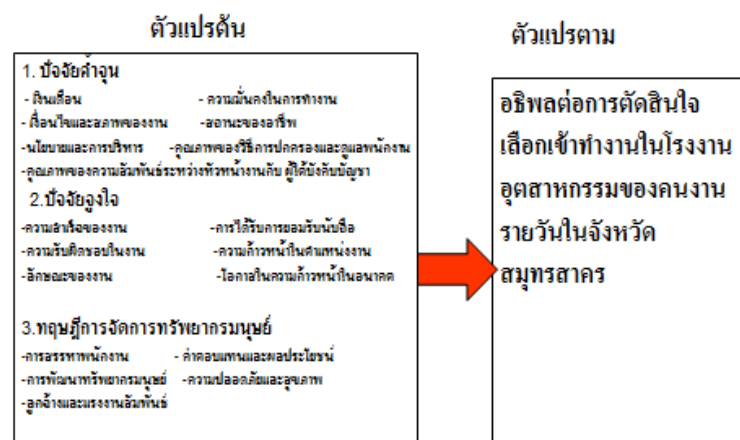 ตัวแปรต้น
ตัวแปรตาม
1. ปัจจัยค้ำจุน
- เงินเดือน - ความมั่นคงในการทำงาน
- เงื่อนไขและสภาพของงาน - สถานะของอาชีพ
-นโยบายและการบริหาร -คุณภาพของวิธีการปกครองและดูแลพนักงาน
-คุณภาพของความสัมพันธ์ระหว่างหัวหน้างานกับ ผู้ใต้บังคับบัญชา
2.ปัจจัยจูงใจ
-ความสำเร็จของงาน -การได้รับการยอมรับนับถือ
-ความรับผิดชอบในงาน -ความก้าวหน้าในตำแหน่งงาน
-ลักษณะของงาน -โอกาสในความก้าวหน้าในอนาคต
3.ทฤษฎีการจัดการทรัพยากรมนุษย์
-การสรรหาพนักงาน - ค่าตอบแทนและผลประโยชน์
-การพัฒนาทรัพยากรมนุษย์ -ความปลอดภัยและสุขภาพ
-ลูกจ้างและแรงงานสัมพันธ์
อธิพลต่อการตัดสินใจ
เลือกเข้าทำงานในโรงงาน
อุตสาหกรรมของคนงาน
รายวันในจังหวัด
สมุทรสาคร